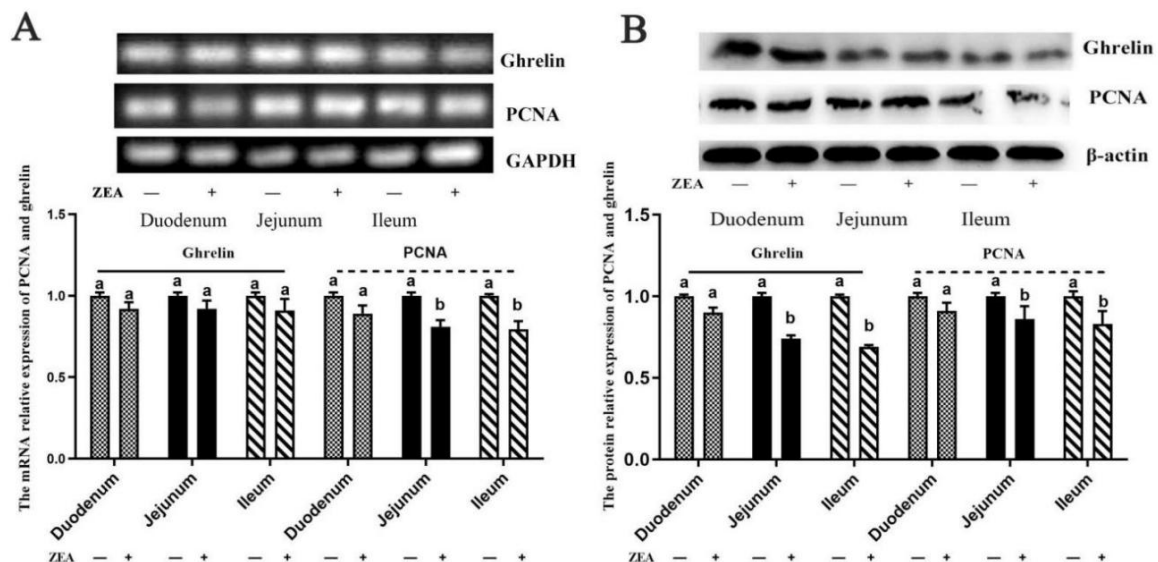 A
Ghrelin
PCNA
GAPDH
ZEA — + — + — +
Duodenum Jejunum Ileum
The mRNA relative expression of PCNA and ghrelin
1.5
1.0
0.5
0.0
Ghrelin PCNA
a a a a a a a a a b a b
Duodenum Jejunum Ileum Duodenum Jejunum Ileum
ZEA — + — + — + — + — + — +
B
Ghrelin
PCNA
β-actin
ZEA — + — + — +
Duodenum Jejunum Ileum
The protein relative expression of PCNA and ghrelin
1.5
1.0
0.5
0.0
Ghrelin PCNA
a a a b a b a a a b a b
Duodenum Jejunum Ileum Duodenum Jejunum Ileum
ZEA — + — + — + — + — + — +